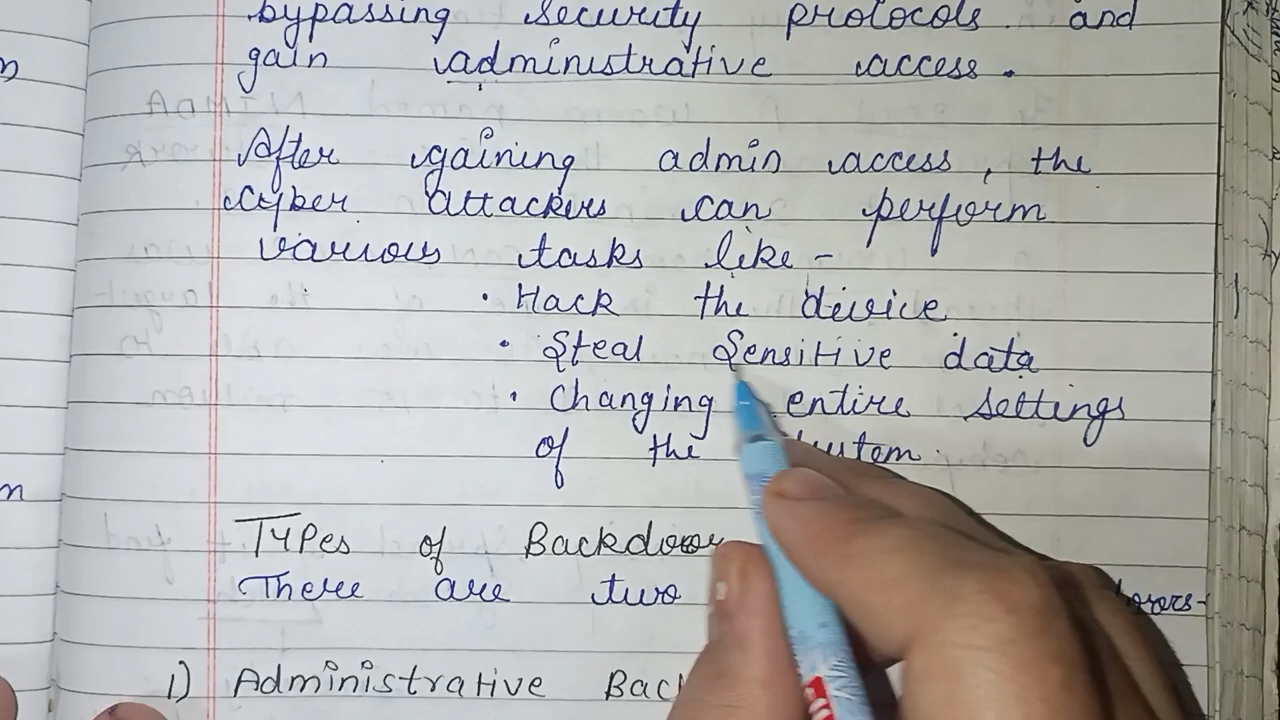 bypassing security protocols and
gain administrative access.
After gaining admin access, the
cyber attackers can perform
various tasks like -
• Hack the device
• Steal Sensitive data
• Changing entire settings
of the
Types of Backdoor
There are two
1) Administrative